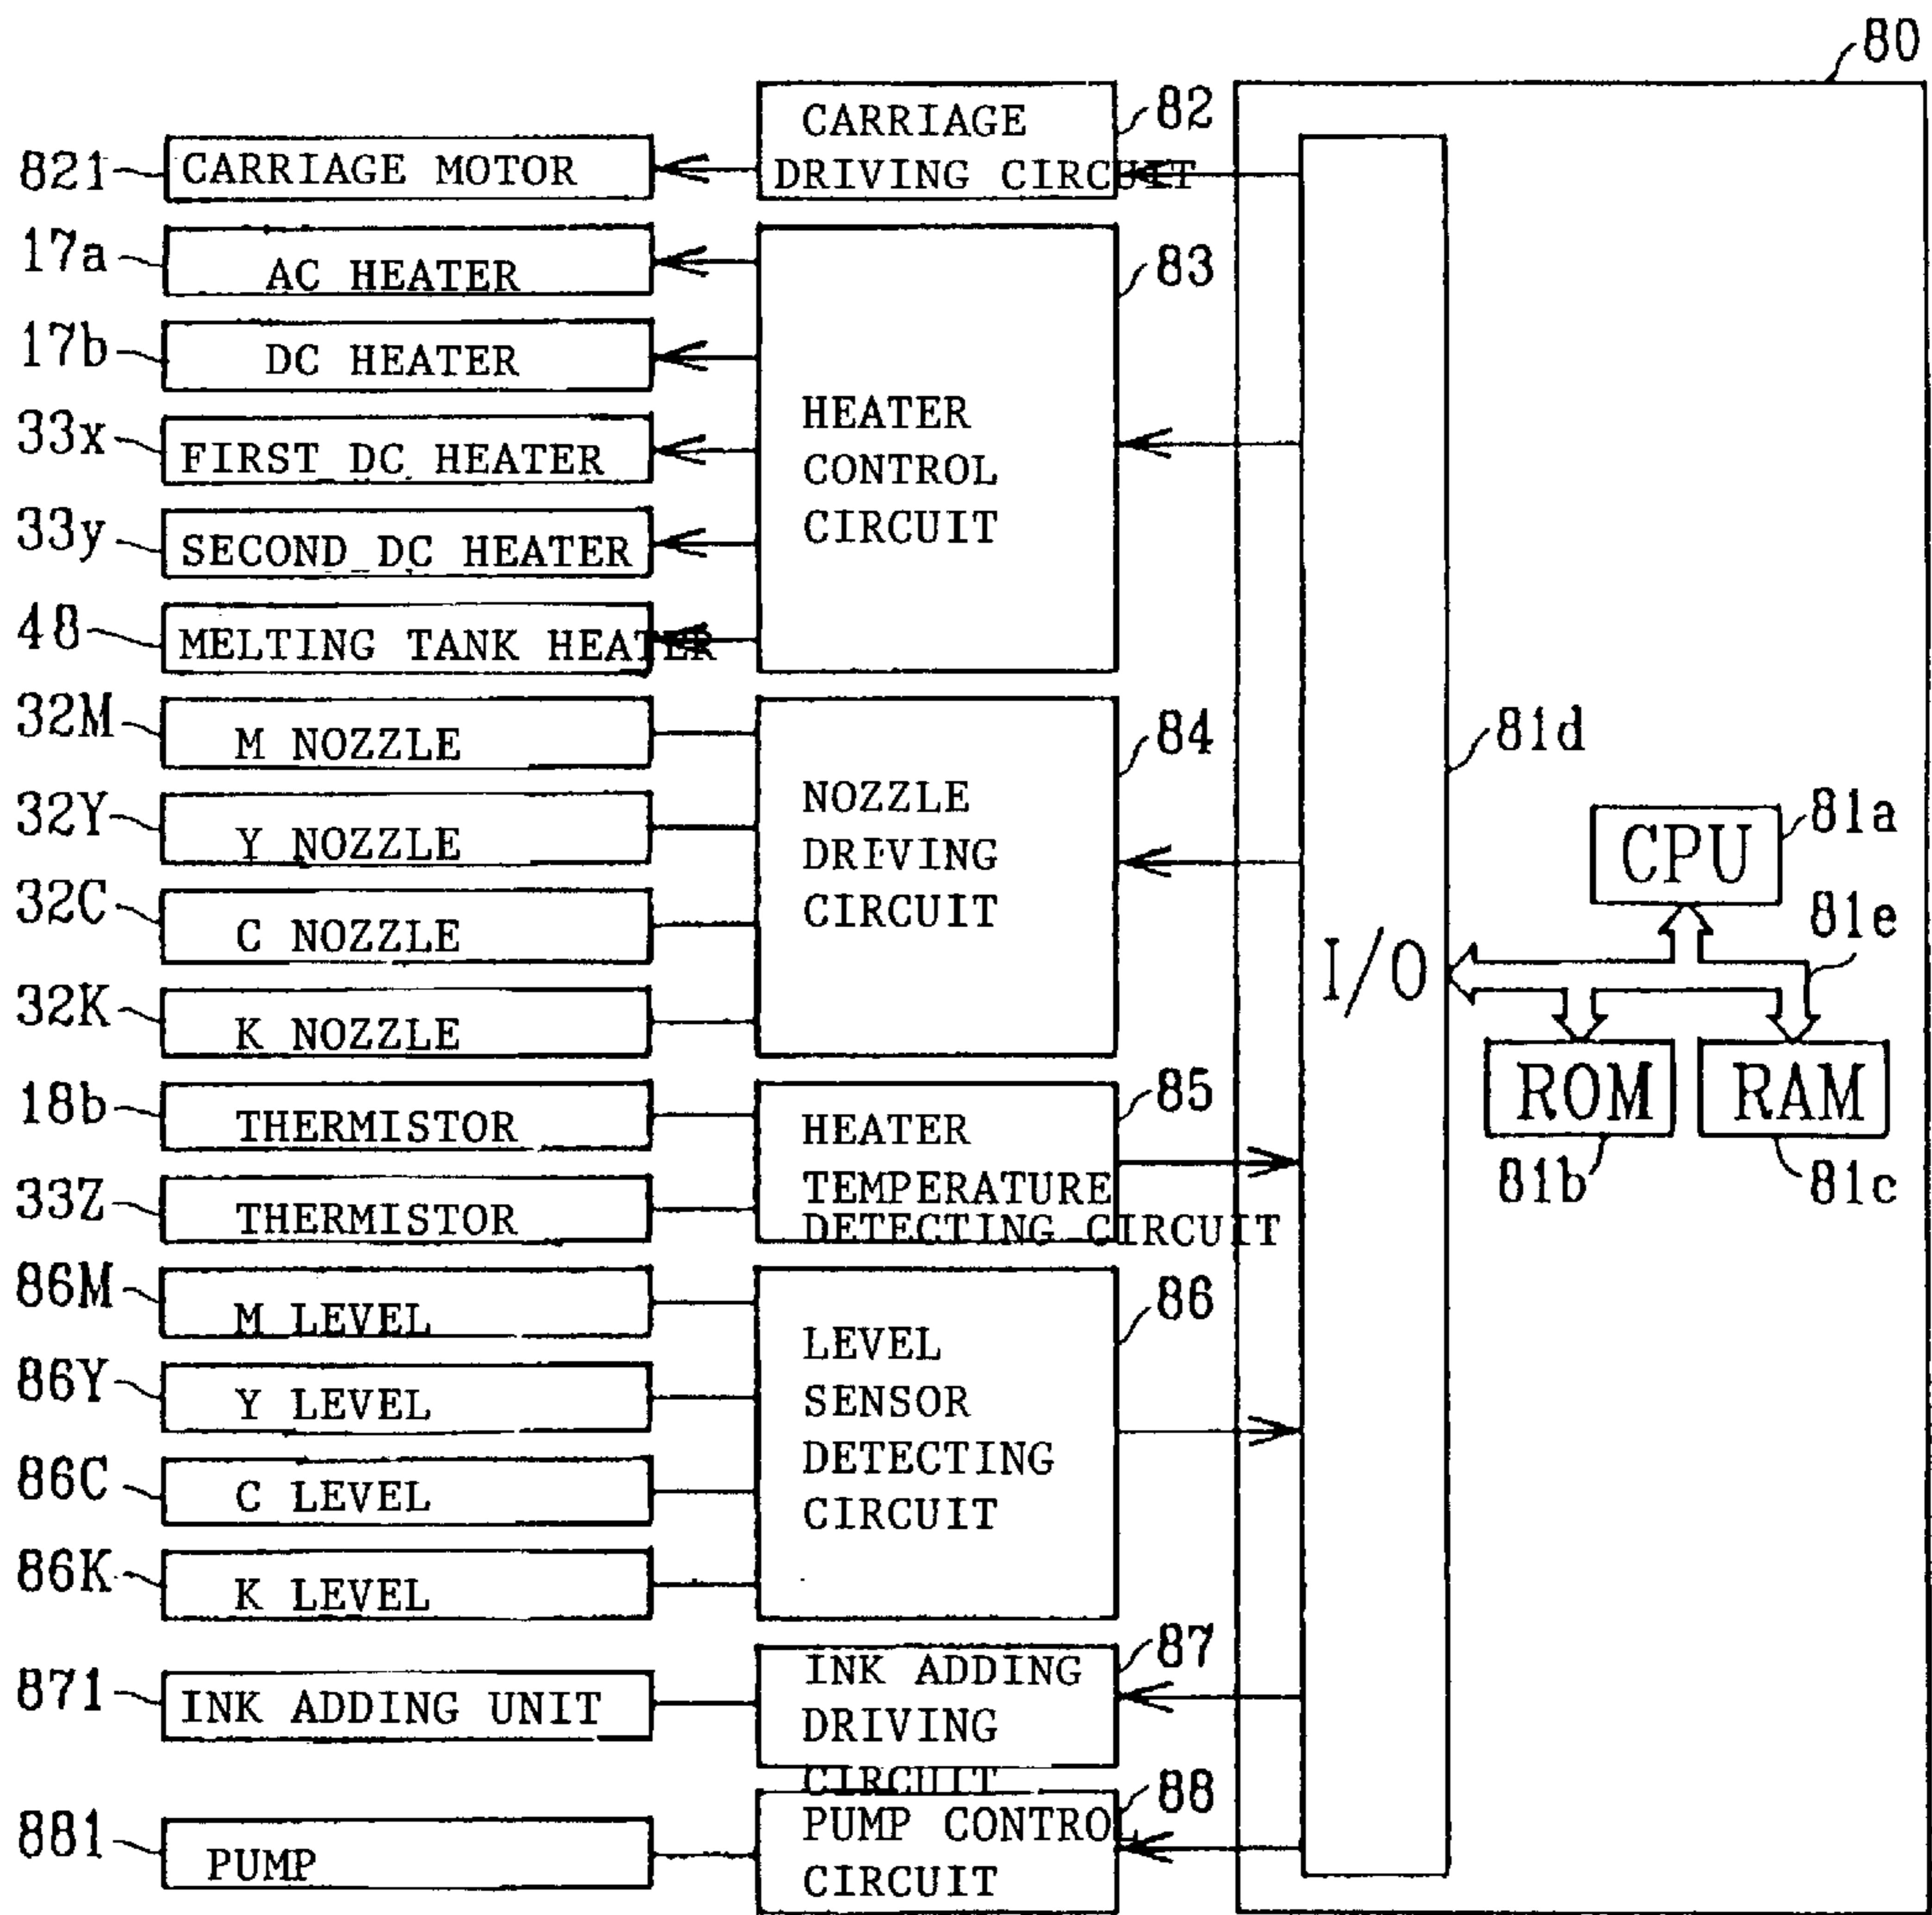 80
CARRIAGE
DRIVING CIRCUIT
82
821
CARRIAGE MOTOR
17a
AC HEATER
83
17b
DC HEATER
33x
FIRST DC HEATER
HEATER
CONTROL
CIRCUIT
33y
SECOND DC HEATER
48
MELTING TANK HEATER
32M
M NOZZLE
84
81d
32Y
Y NOZZLE
NOZZLE
DRIVING
CIRCUIT
CPU
81a
32C
C NOZZLE
81e
I/O
32K
K NOZZLE
18b
THERMISTOR
85
ROM
RAM
81b
81c
33Z
THERMISTOR
HEATER
TEMPERATURE
DETECTING CIRCUIT
86M
M LEVEL
86
86Y
Y LEVEL
LEVEL
SENSOR
DETECTING
CIRCUIT
86C
C LEVEL
86K
K LEVEL
87
871
INK ADDING UNIT
INK ADDING
DRIVING
CIRCUIT
88
881
PUMP
PUMP CONTROL
CIRCUIT